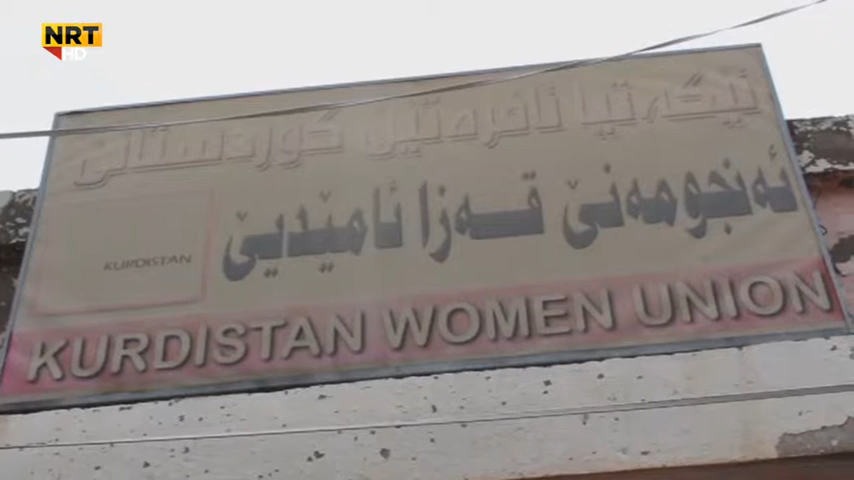 NRT
HD
ئێکەتیا ئافرەتێن کوردستانێ
ئەنجومەنێ قەزا ئامێدیێ
KURDISTAN
KURDISTAN WOMEN UNION